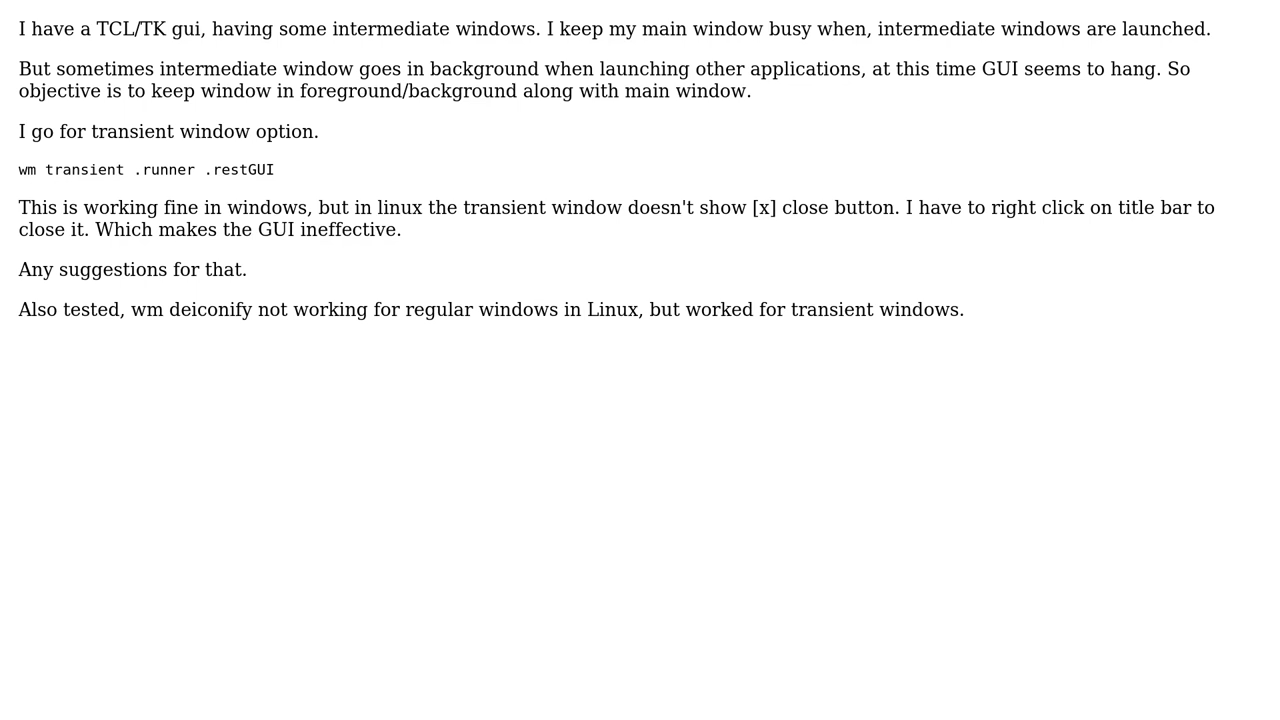 I have a TCL/TK gui, having some intermediate windows. I keep my main window busy when, intermediate windows are launched.
But sometimes intermediate window goes in background when launching other applications, at this time GUI seems to hang. So
objective is to keep window in foreground/background along with main window.
I go for transient window option.
wm transient .runner .restGUI
This is working fine in windows, but in linux the transient window doesn't show [x] close button. I have to right click on title bar to
close it. Which makes the GUI ineffective.
Any suggestions for that.
Also tested, wm deiconify not working for regular windows in Linux, but worked for transient windows.